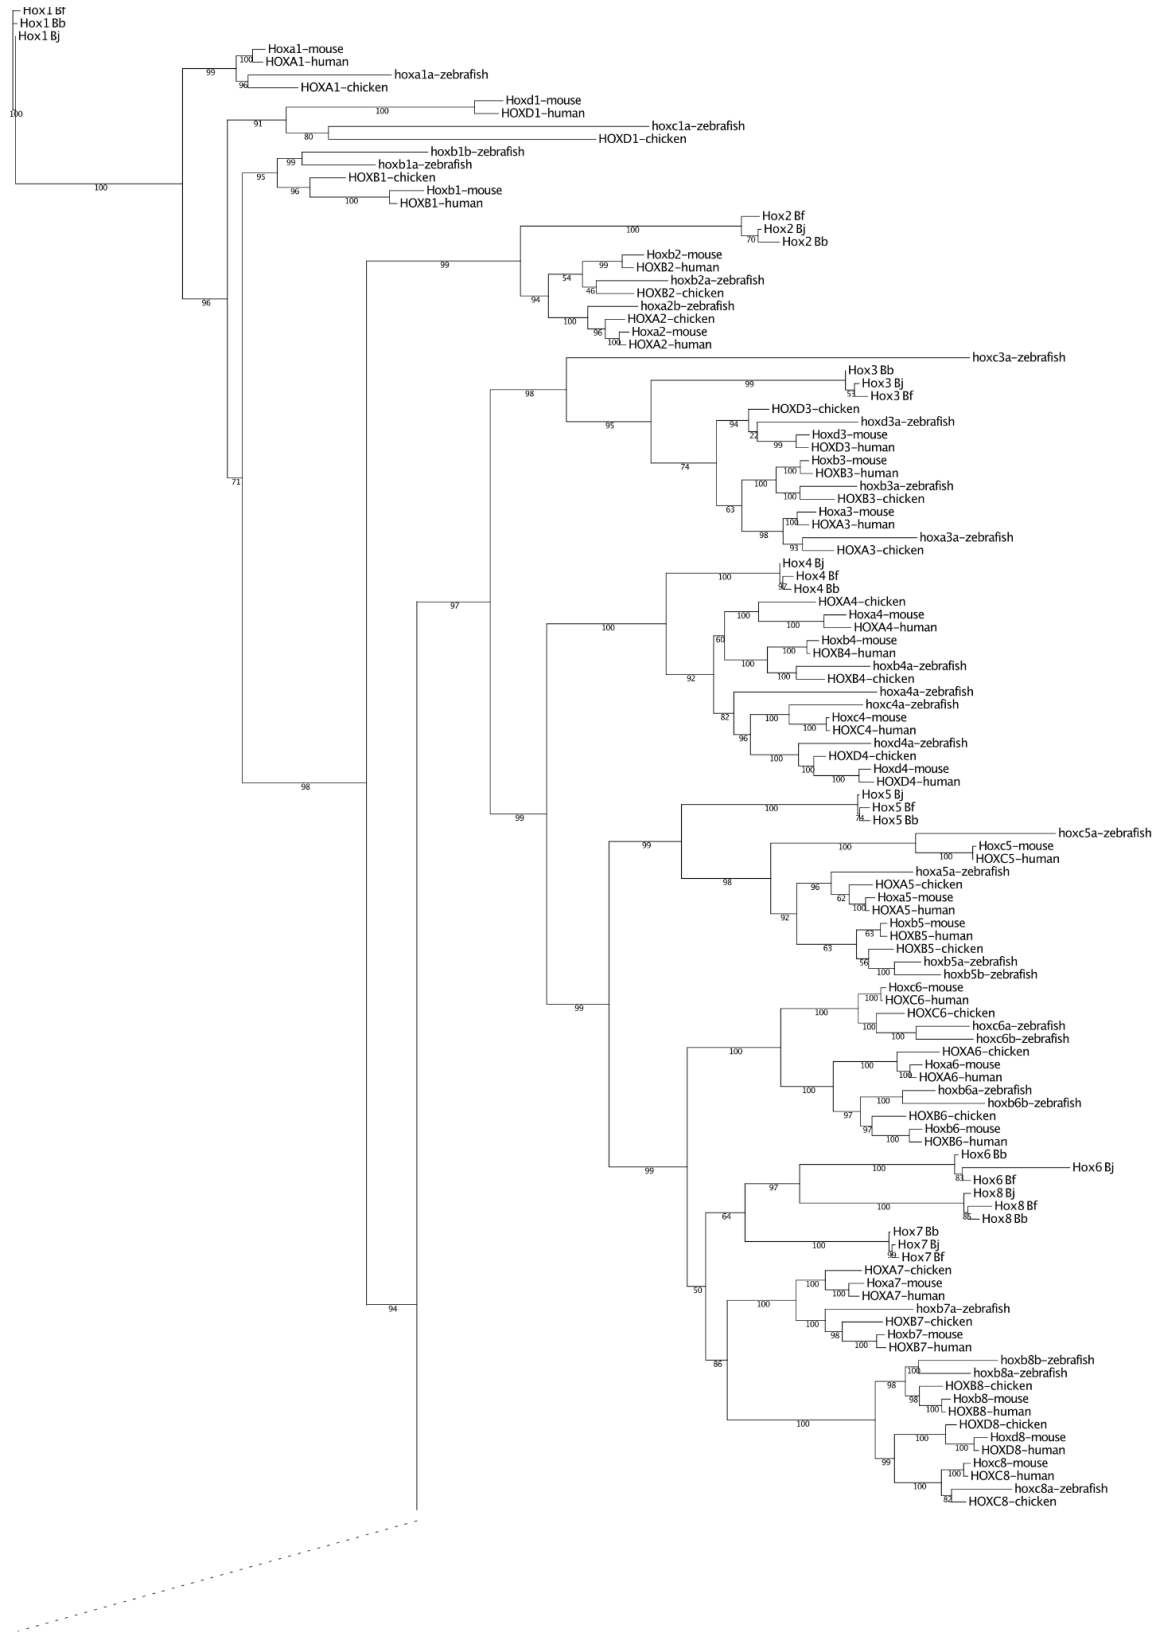 Hox1 Bf
Hox1 Bb
Hox1 Bj
Hoxa1-mouse
100
HOXA1-human
99
hoxa1a-zebrafish
96
HOXA1-chicken
Hoxd1-mouse
100
HOXD1-human
100
91
hoxc1a-zebrafish
80
HOXD1-chicken
hoxb1b-zebrafish
99
hoxb1a-zebrafish
95
HOXB1-chicken
100
96
Hoxb1-mouse
100
HOXB1-human
Hox2 Bf
100
Hox2 Bj
70
Hox2 Bb
Hoxb2-mouse
99
99
HOXB2-human
54
hoxb2a-zebrafish
46
HOXB2-chicken
96
94
hoxa2b-zebrafish
100
HOXA2-chicken
96
Hoxa2-mouse
100
HOXA2-human
hoxc3a-zebrafish
Hox3 Bb
99
Hox3 Bj
98
53
Hox3 Bf
HOXD3-chicken
95
94
hoxd3a-zebrafish
22
Hoxd3-mouse
99
HOXD3-human
74
Hoxb3-mouse
100
HOXB3-human
71
100
hoxb3a-zebrafish
100
HOXB3-chicken
63
Hoxa3-mouse
100
HOXA3-human
98
hoxa3a-zebrafish
93
HOXA3-chicken
Hox4 Bj
100
Hox4 Bf
97
Hox4 Bb
97
HOXA4-chicken
100
Hoxa4-mouse
100
100
HOXA4-human
60
Hoxb4-mouse
100
HOXB4-human
100
hoxb4a-zebrafish
92
100
HOXB4-chicken
hoxa4a-zebrafish
hoxc4a-zebrafish
82
100
Hoxc4-mouse
100
HOXC4-human
96
hoxd4a-zebrafish
100
HOXD4-chicken
100
Hoxd4-mouse
98
100
HOXD4-human
Hox5 Bj
100
Hox5 Bf
99
74
Hox5 Bb
hoxc5a-zebrafish
99
100
Hoxc5-mouse
100
HOXC5-human
hoxa5a-zebrafish
98
96
HOXA5-chicken
62
Hoxa5-mouse
92
100
HOXA5-human
Hoxb5-mouse
63
HOXB5-human
63
HOXB5-chicken
56
hoxb5a-zebrafish
100
hoxb5b-zebrafish
Hoxc6-mouse
99
100
HOXC6-human
100
HOXC6-chicken
100
hoxc6a-zebrafish
100
hoxc6b-zebrafish
100
HOXA6-chicken
100
Hoxa6-mouse
100
HOXA6-human
100
hoxb6a-zebrafish
100
hoxb6b-zebrafish
97
HOXB6-chicken
97
Hoxb6-mouse
100
HOXB6-human
Hox6 Bb
99
100
Hox6 Bj
83
Hox6 Bf
97
Hox8 Bj
100
Hox8 Bf
64
Hox8 Bb
Hox7 Bb
100
Hox7 Bj
Hox7 Bf
HOXA7-chicken
100
Hoxa7-mouse
50
100
HOXA7-human
94
100
hoxb7a-zebrafish
100
HOXB7-chicken
98
Hoxb7-mouse
100
HOXB7-human
86
hoxb8b-zebrafish
100
hoxb8a-zebrafish
98
HOXB8-chicken
98
Hoxb8-mouse
100
HOXB8-human
100
HOXD8-chicken
100
Hoxd8-mouse
100
HOXD8-human
99
Hoxc8-mouse
100
HOXC8-human
100
hoxc8a-zebrafish
82
HOXC8-chicken